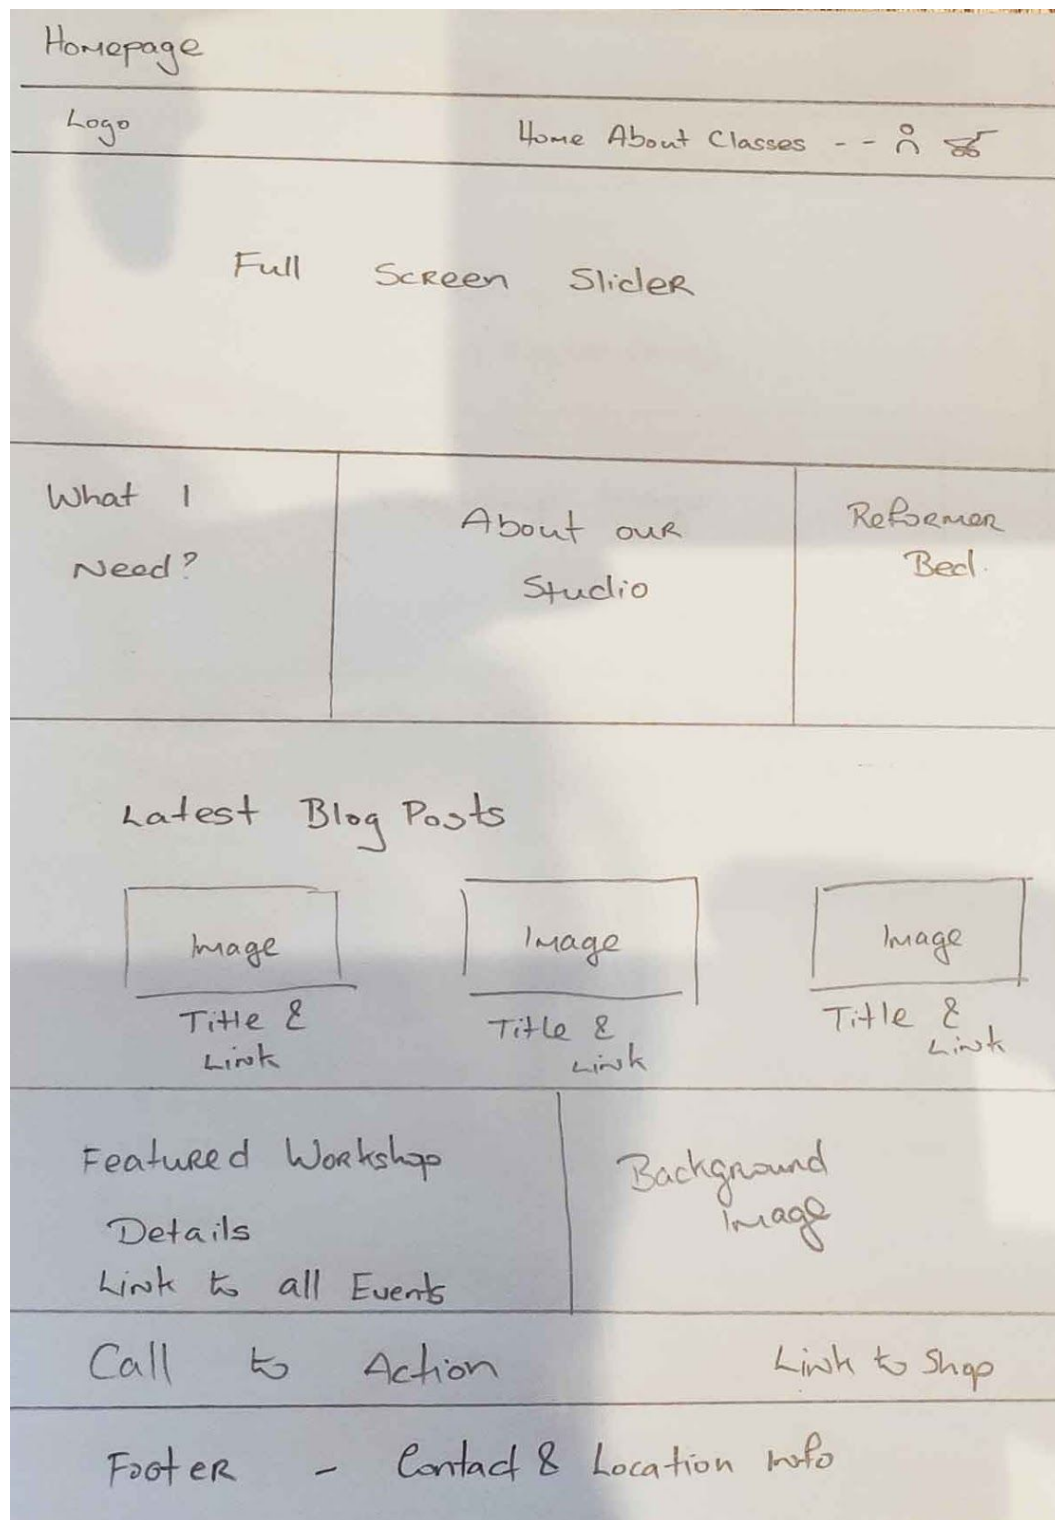 Homepage
Logo
Home About Classes - -
Full Screen Slider
What I
Need?
About our
Studio
Reformer
Bed.
Latest Blog Posts
Image
Title &
Link
Image
Title &
Link
Image
Title &
Link
Featured Workshop
Details
Link to all Events
Background
Image
Call to Action
Link to Shop
Footer - Contact & Location Info